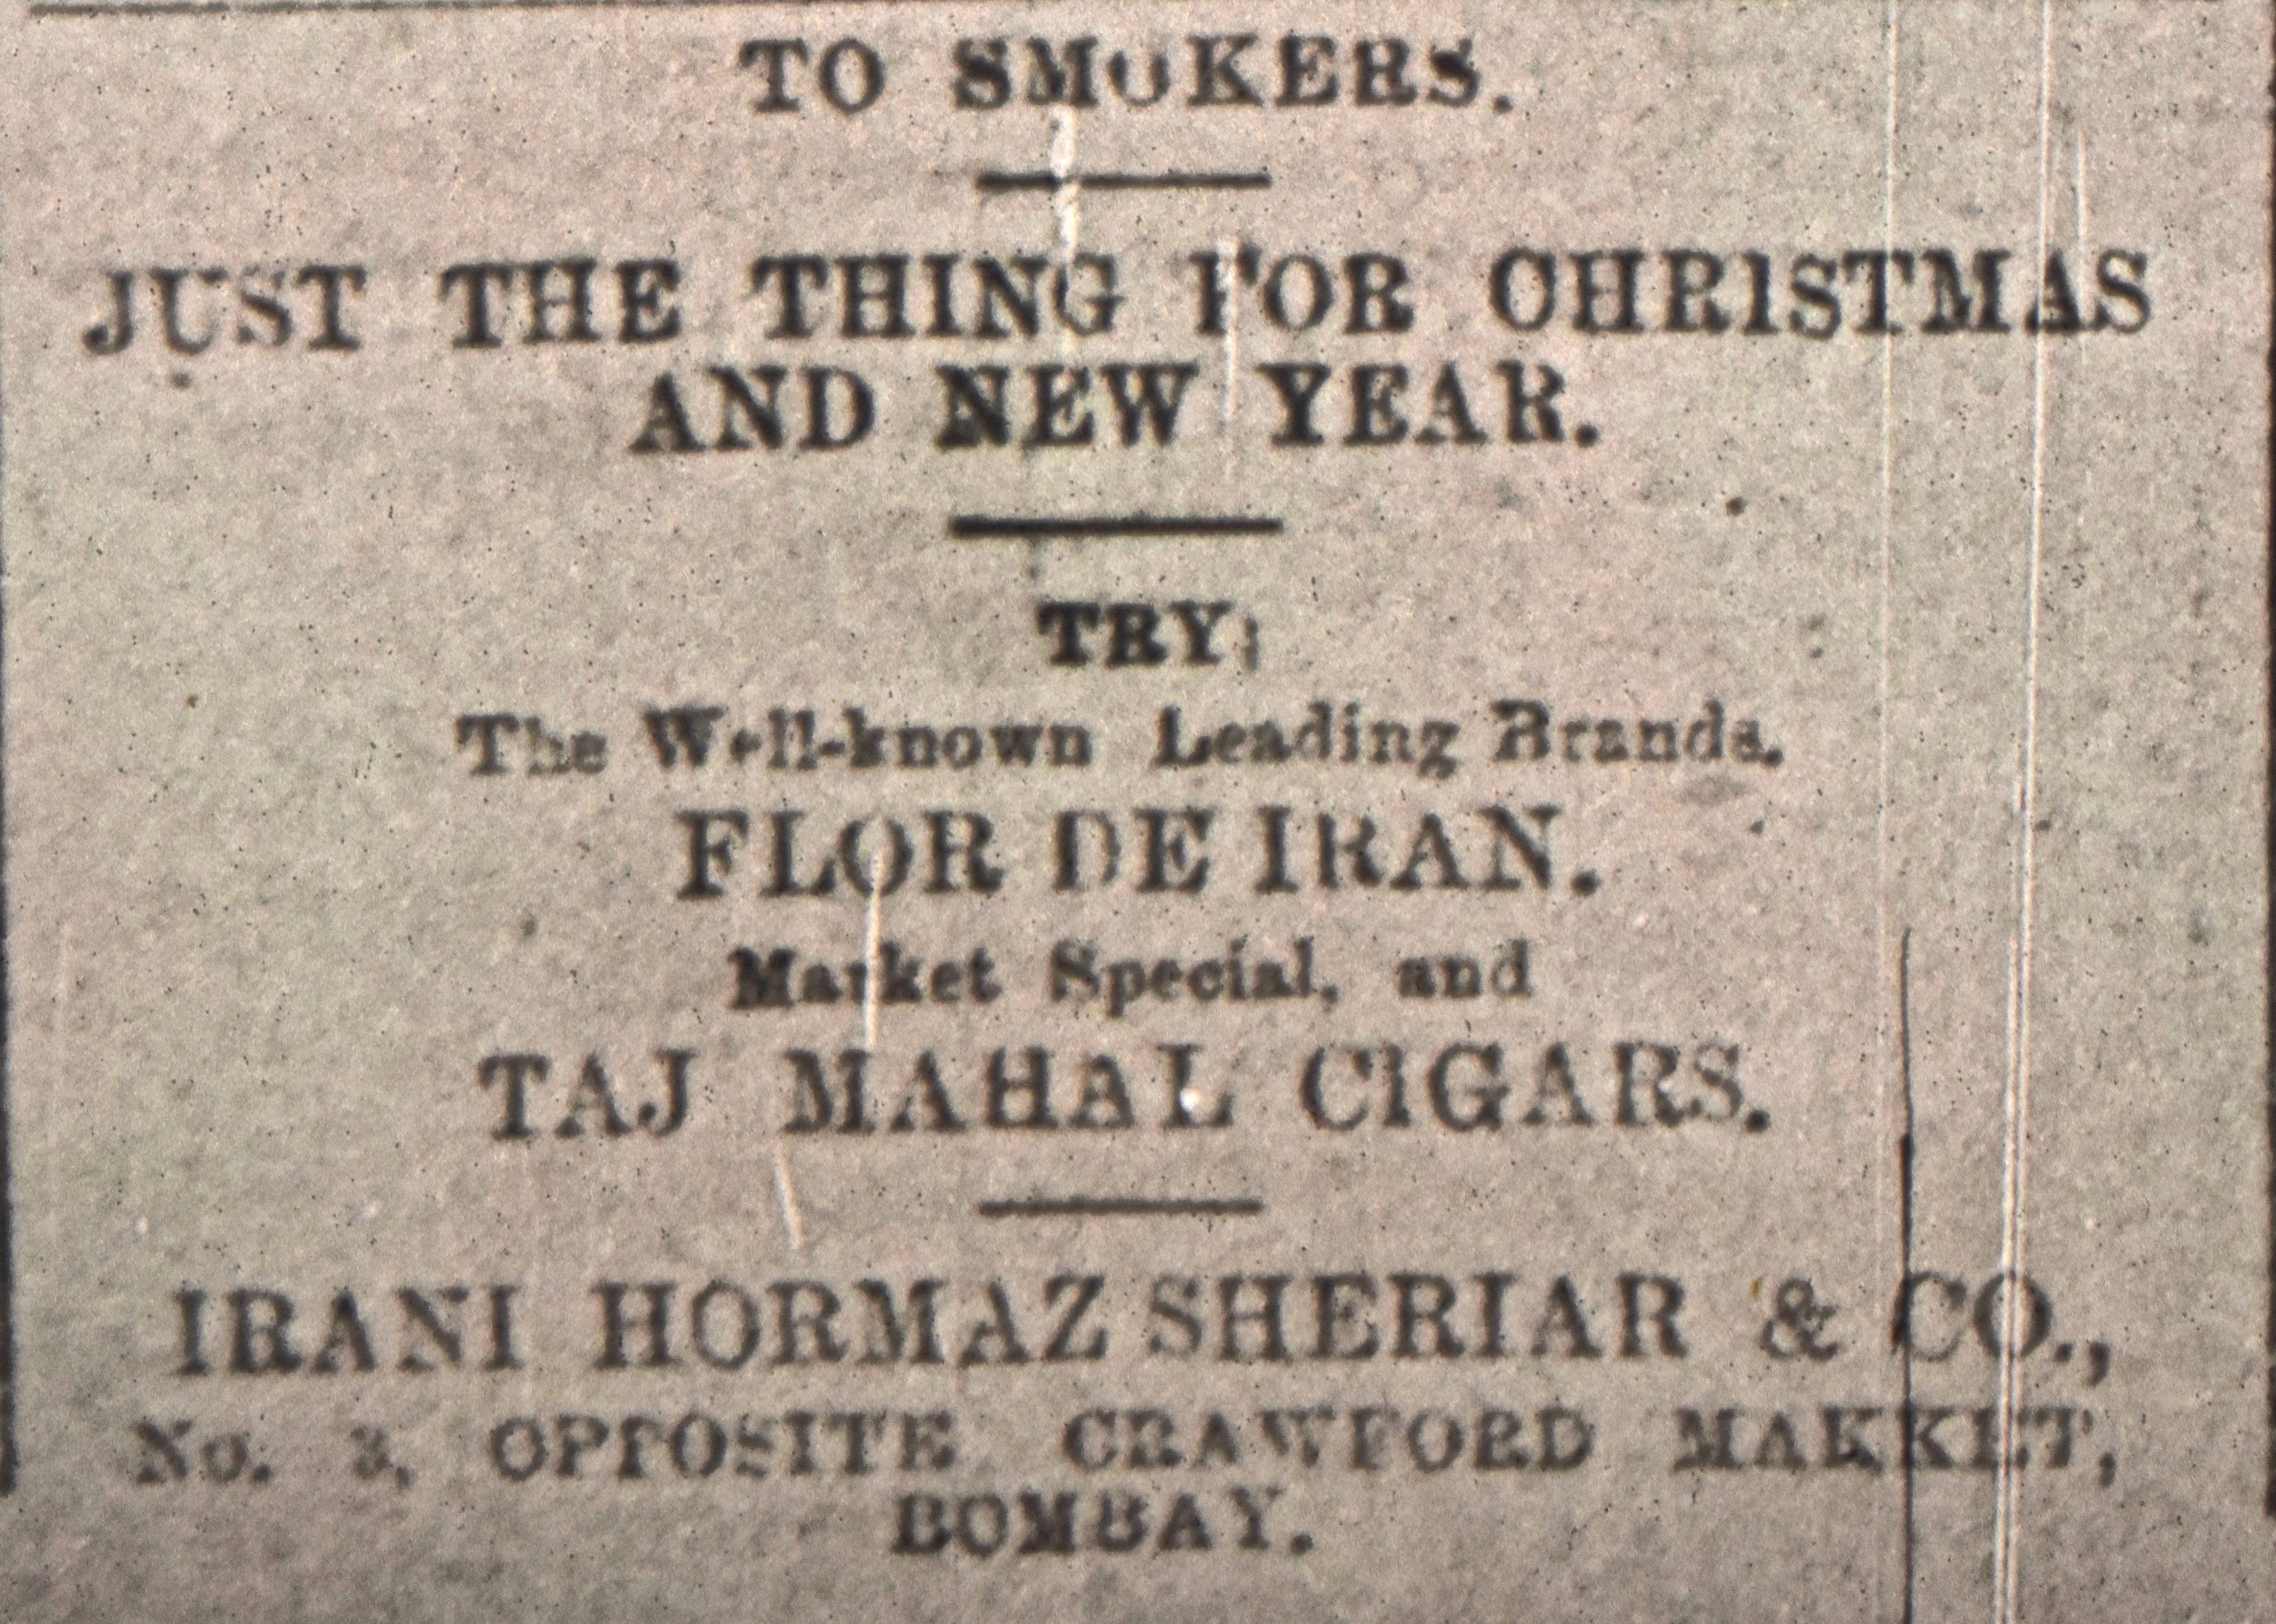 TO SMOKERS.
JUST THE THING FOR CHRISTMAS
AND NEW YEAR.
TRY
The Well-known Leading Brands.
FLOR DE IRAN.
Market Special, and
TAJ MAHAL CIGARS.
IRANI HORMAZ SHERIAR & CO.,
No. 3, OPPOSITE CRAWFORD MARKET,
BOMBAY.